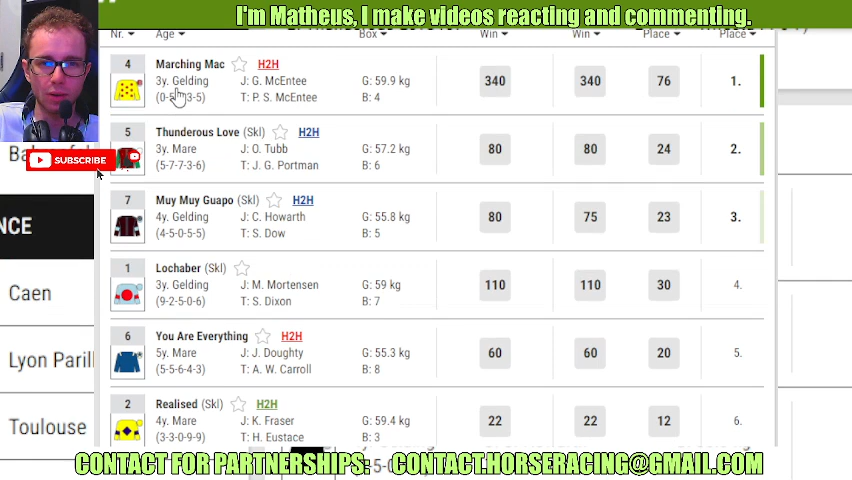 I'm Matheus, I make videos reacting and commenting.
Nr. Age Box Win Win Place Place
4 Marching Mac H2H
3y. Gelding J: G. McEntee G: 59.9 kg 340 340 76 1.
T: P. S. McEntee B: 4
5 Thunderous Love (Skl) H2H
3y. Mare J: O. Tubb G: 57.2 kg 80 80 24 2.
(5-7-7-3-6) T: J. G. Portman B: 6
SUBSCRIBE
7 Muy Muy Guapo (Skl) H2H
4y. Gelding J: C. Howarth G: 55.8 kg 80 75 23 3.
(4-5-0-5-5) T: S. Dow B: 5
NCE
1 Lochaber (Skl)
3y. Gelding J: M. Mortensen G: 59 kg 110 110 30 4.
(9-2-5-0-6) T: S. Dixon B: 7
Caen
6 You Are Everything H2H
5y. Mare J: J. Doughty G: 55.3 kg 60 60 20 5.
(5-5-6-4-3) T: A. W. Carroll B: 8
Lyon Parill
2 Realised (Skl) H2H
4y. Mare J: K. Fraser G: 59.4 kg 22 22 12 6.
(3-3-0-9-9) T: H. Eustace B: 3
Toulouse
CONTACT FOR PARTNERSHIPS: CONTACT.HORSERACING@GMAIL.COM